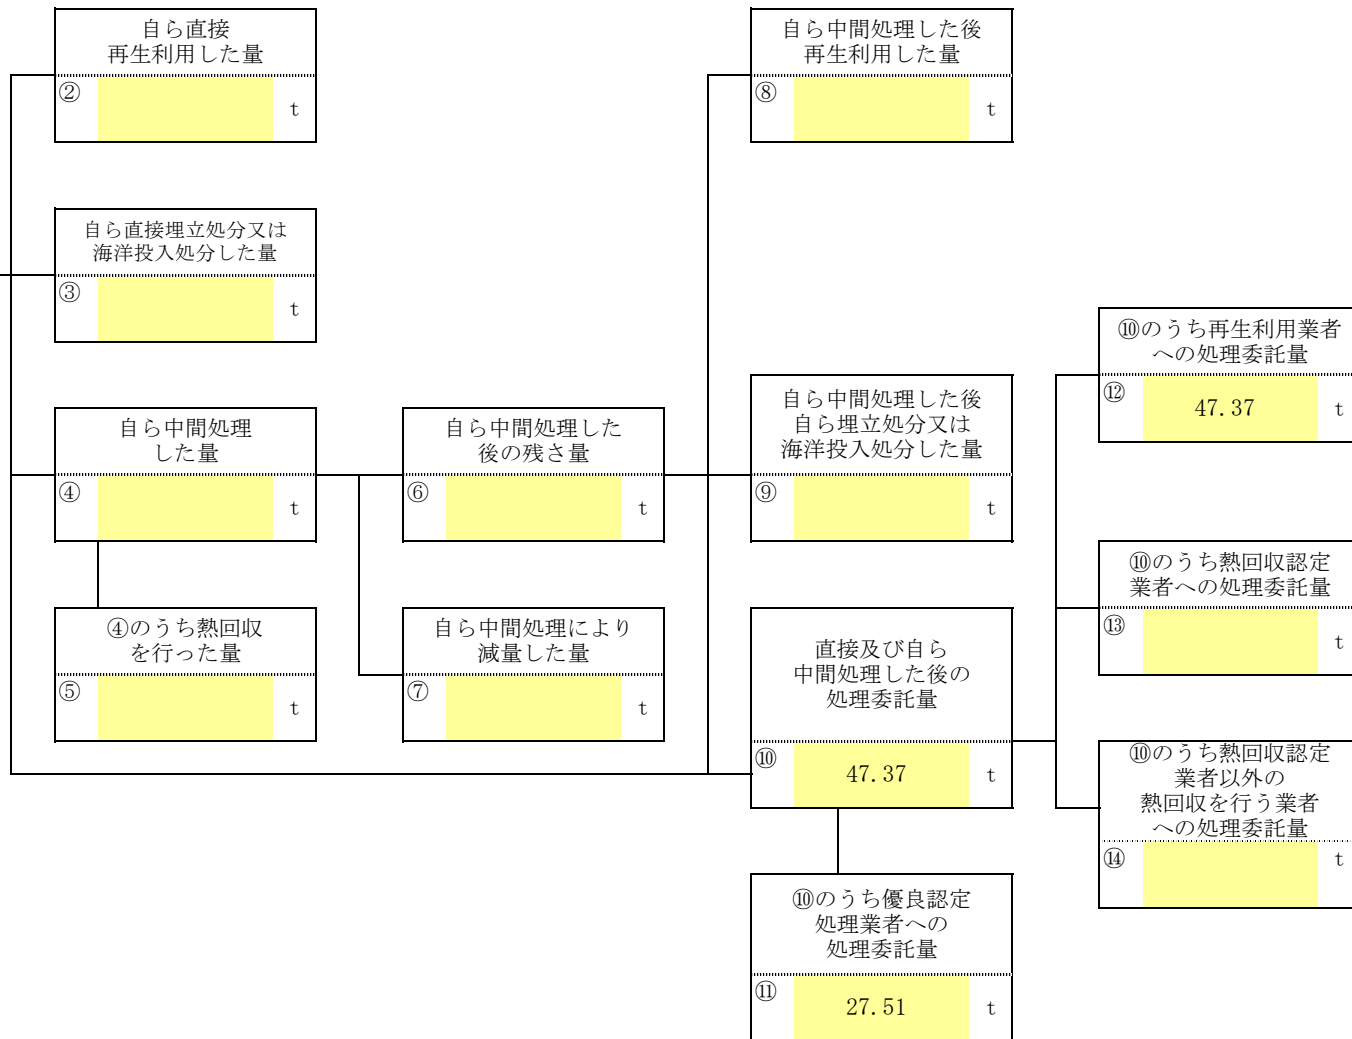 自ら直接
再生利用した量
②
t
自ら中間処理した後
再生利用した量
⑧
t
自ら直接埋立処分又は
海洋投入処分した量
③
t
⑩のうち再生利用業者
への処理委託量
⑫
47.37
t
自ら中間処理
した量
④
t
自ら中間処理した
後の残さ量
⑥
t
自ら中間処理した後
自ら埋立処分又は
海洋投入処分した量
⑨
t
⑩のうち熱回収認定
業者への処理委託量
⑬
t
④のうち熱回収
を行った量
⑤
t
自ら中間処理により
減量した量
⑦
t
直接及び自ら
中間処理した後の
処理委託量
⑩
47.37
t
⑩のうち熱回収認定
業者以外の
熱回収を行う業者
への処理委託量
⑭
t
⑩のうち優良認定
処理業者への
処理委託量
⑪
27.51
t